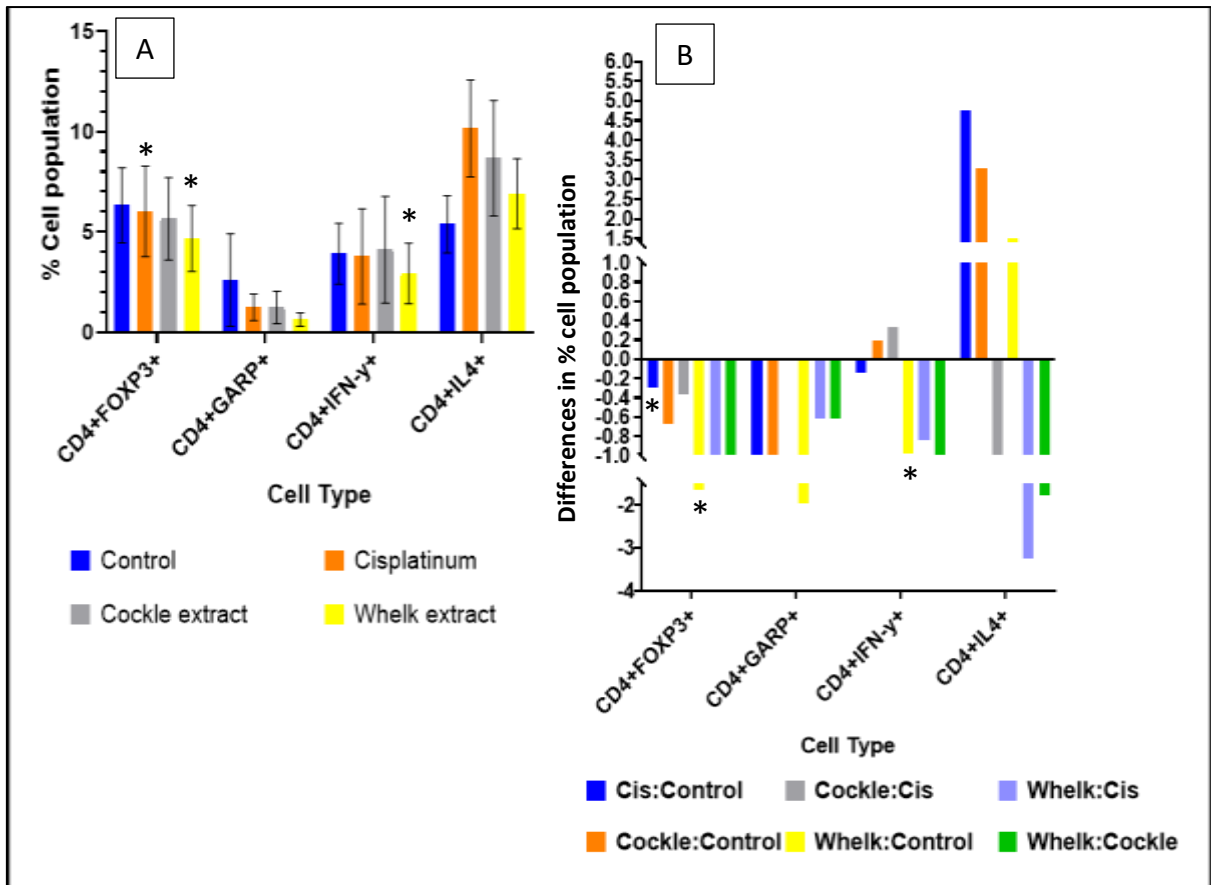 A
15
10
5
0
% Cell population
*
*
*
CD4+FOXP3+
CD4+GARP+
CD4+IFN-y+
CD4+IL4+
Cell Type
Control
Cisplatinum
Cockle extract
Whelk extract
B
6.0
5.5
5.0
4.5
4.0
3.5
3.0
2.5
2.0
1.5
1.0
0.8
0.6
0.4
0.2
0.0
-0.2
-0.4
-0.6
-0.8
-1.0
-2
-3
-4
Differences in % cell population
*
*
*
CD4+FOXP3+
CD4+GARP+
CD4+IFN-y+
CD4+IL4+
Cell Type
Cis:Control
Cockle:Cis
Whelk:Cis
Cockle:Control
Whelk:Control
Whelk:Cockle